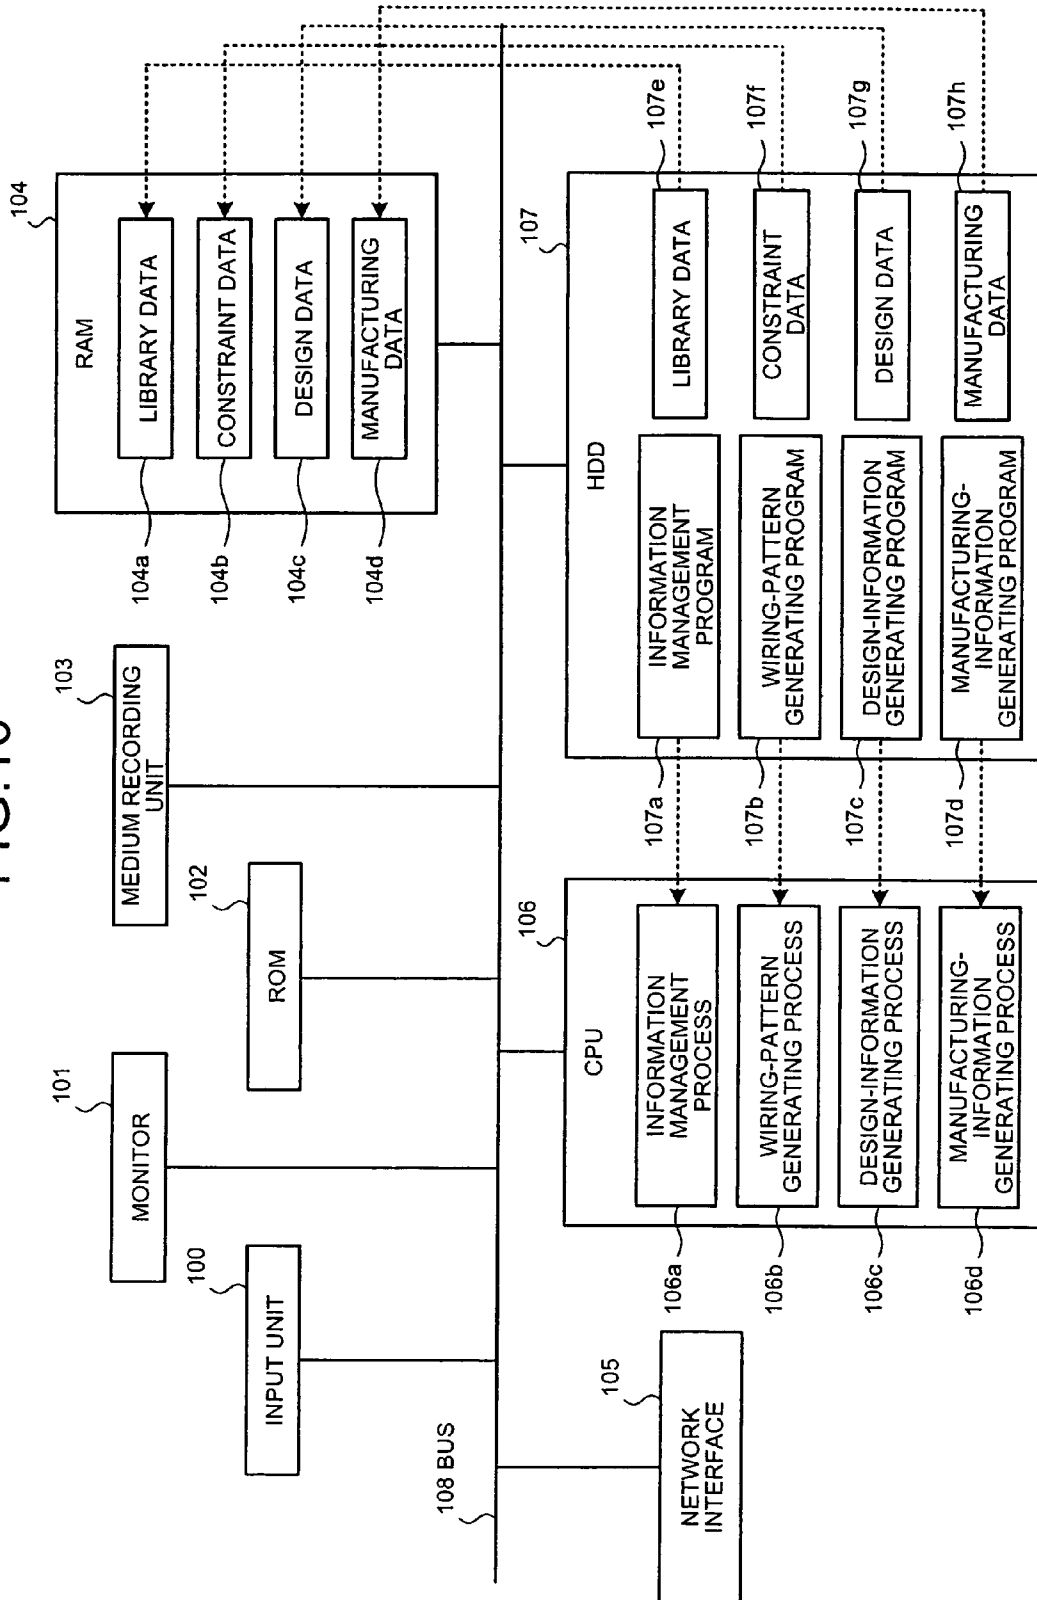 101
MONITOR
103
MEDIUM RECORDING
UNIT
100
INPUT UNIT
102
ROM
104
RAM
104a
LIBRARY DATA
104b
CONSTRAINT DATA
104c
DESIGN DATA
104d
MANUFACTURING
DATA
108 BUS
105
NETWORK
INTERFACE
106
CPU
106a
INFORMATION
MANAGEMENT
PROCESS
106b
WIRING-PATTERN
GENERATING PROCESS
106c
DESIGN-INFORMATION
GENERATING PROCESS
106d
MANUFACTURING-
INFORMATION
GENERATING PROCESS
107
HDD
107a
INFORMATION
MANAGEMENT
PROGRAM
107b
WIRING-PATTERN
GENERATING PROGRAM
107c
DESIGN-INFORMATION
GENERATING PROGRAM
107d
MANUFACTURING-
INFORMATION
GENERATING PROGRAM
107e
LIBRARY DATA
107f
CONSTRAINT
DATA
107g
DESIGN DATA
107h
MANUFACTURING
DATA